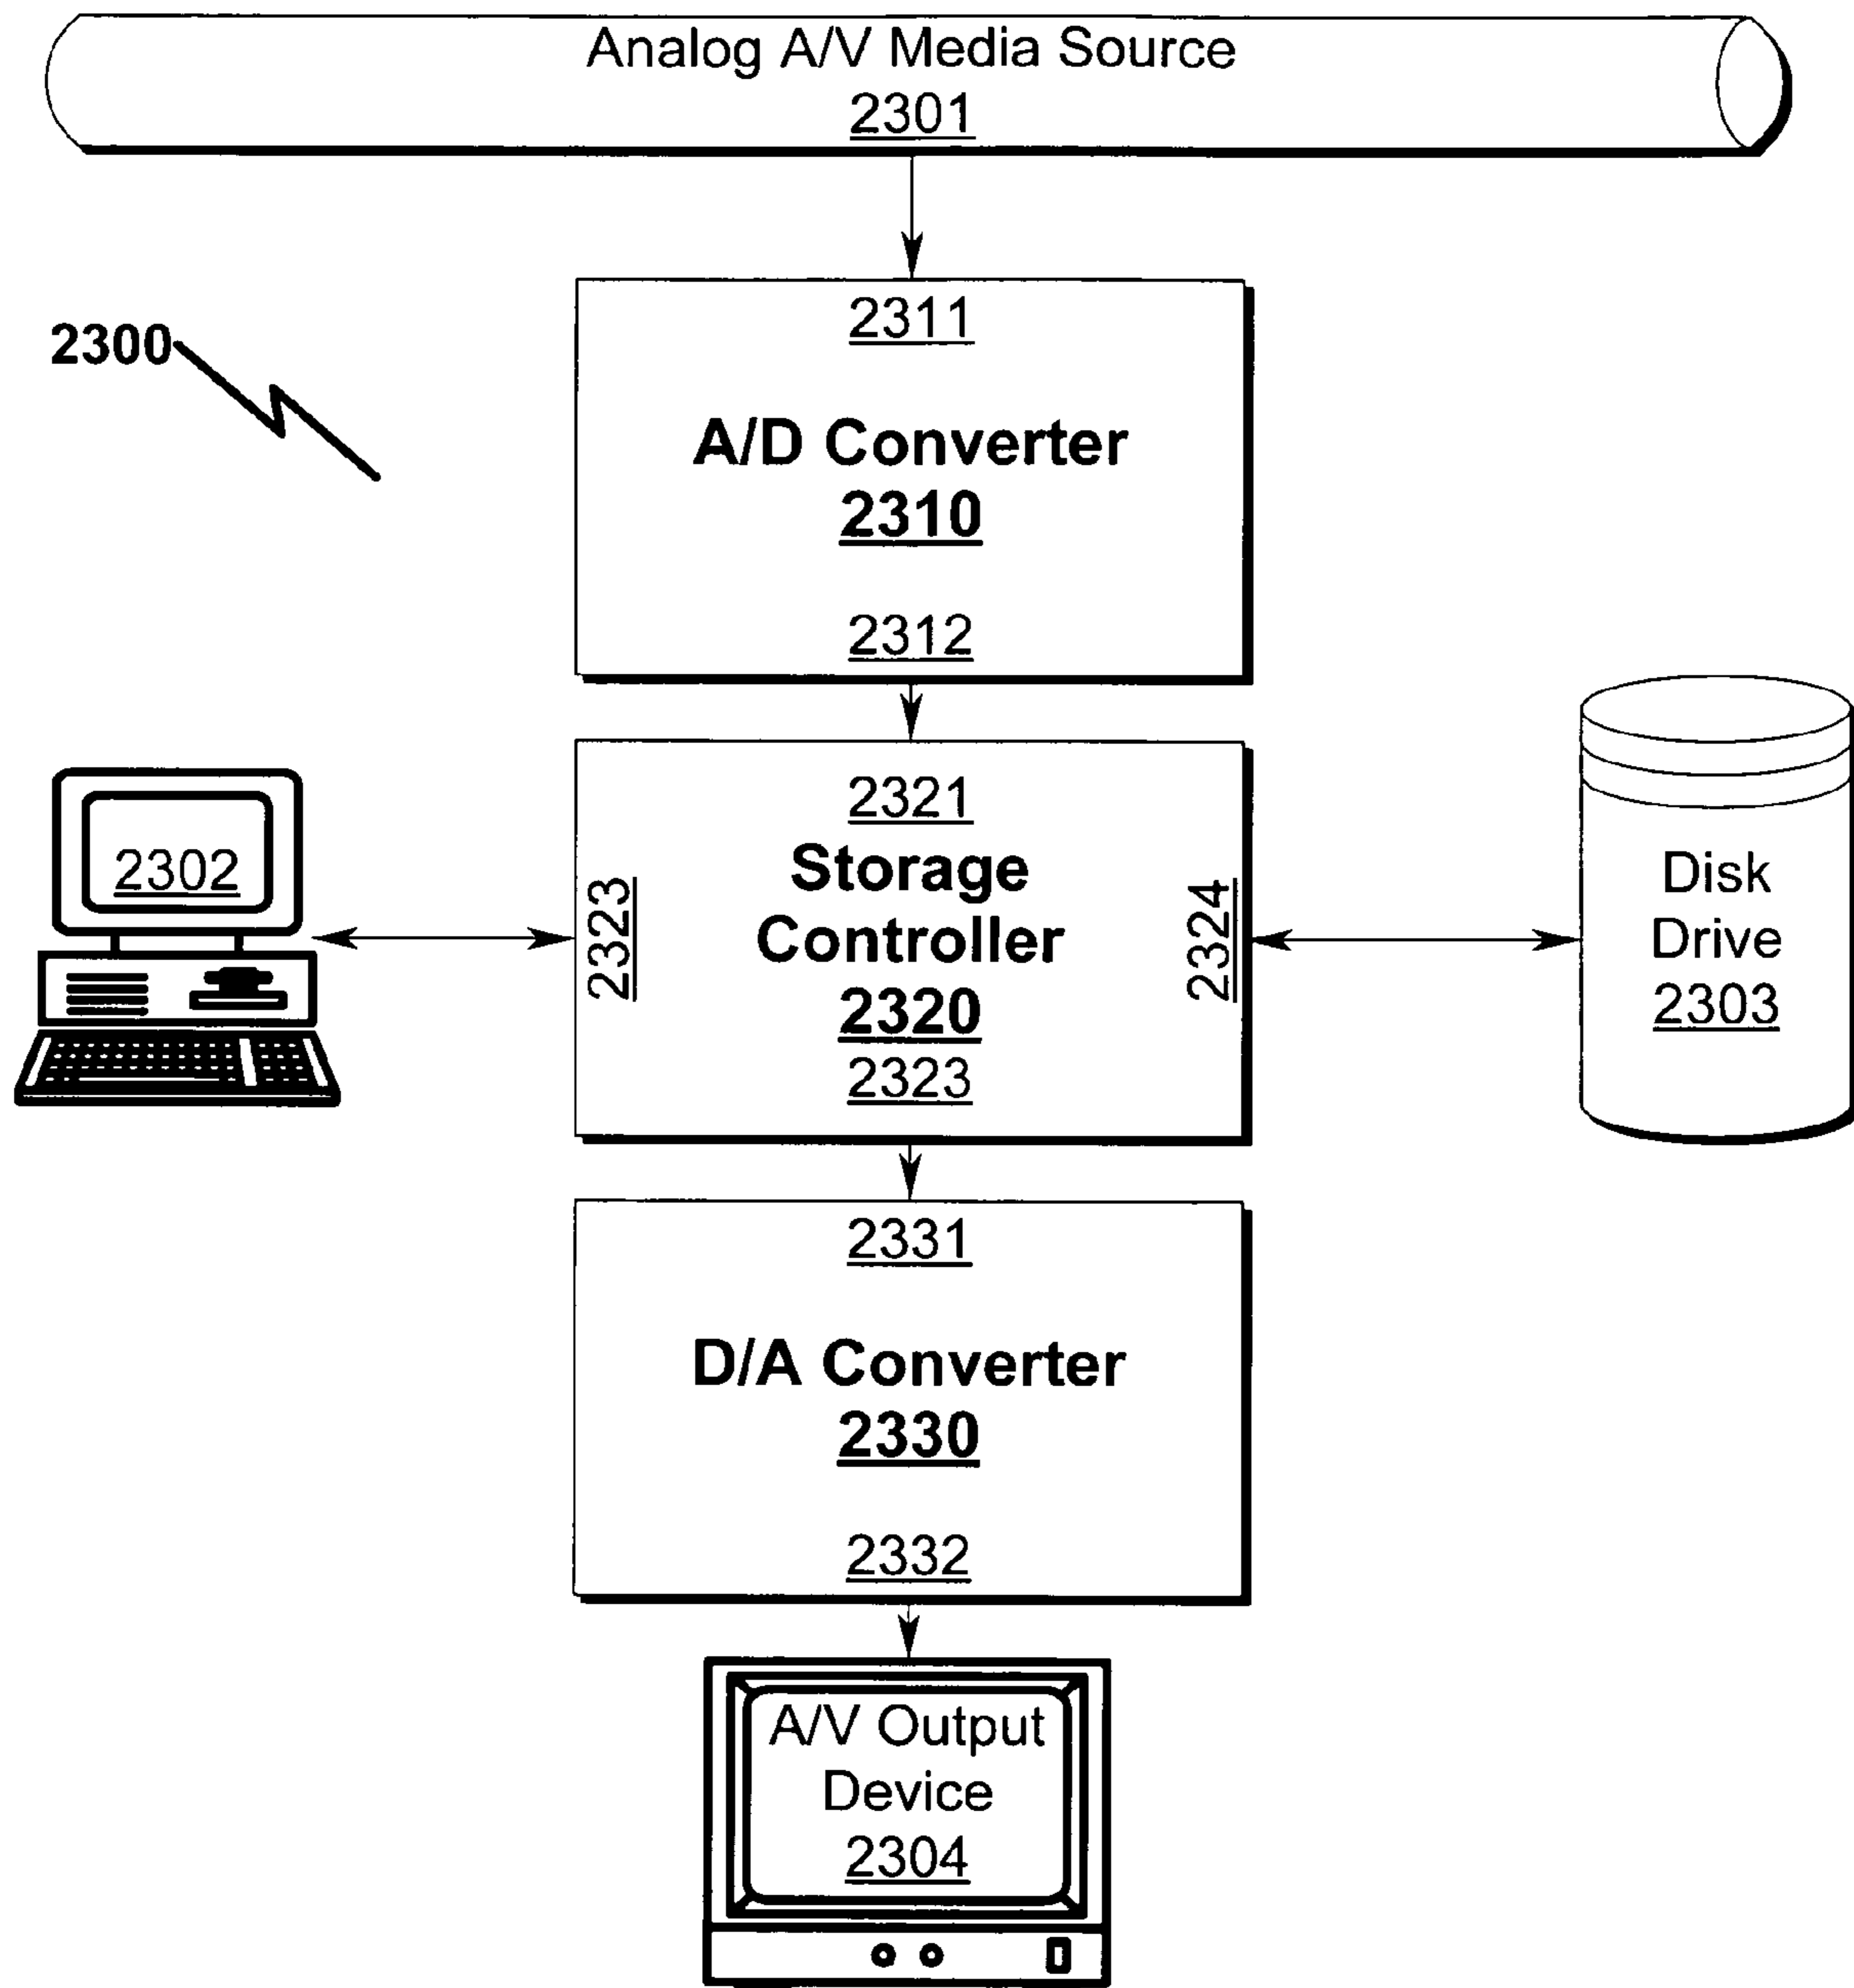 Analog A/V Media Source
2301
2300
2311
A/D Converter
2310
2312
2302
2323
2321
Storage
Controller
2320
2323
2324
Disk
Drive
2303
2331
D/A Converter
2330
2332
A/V Output
Device
2304